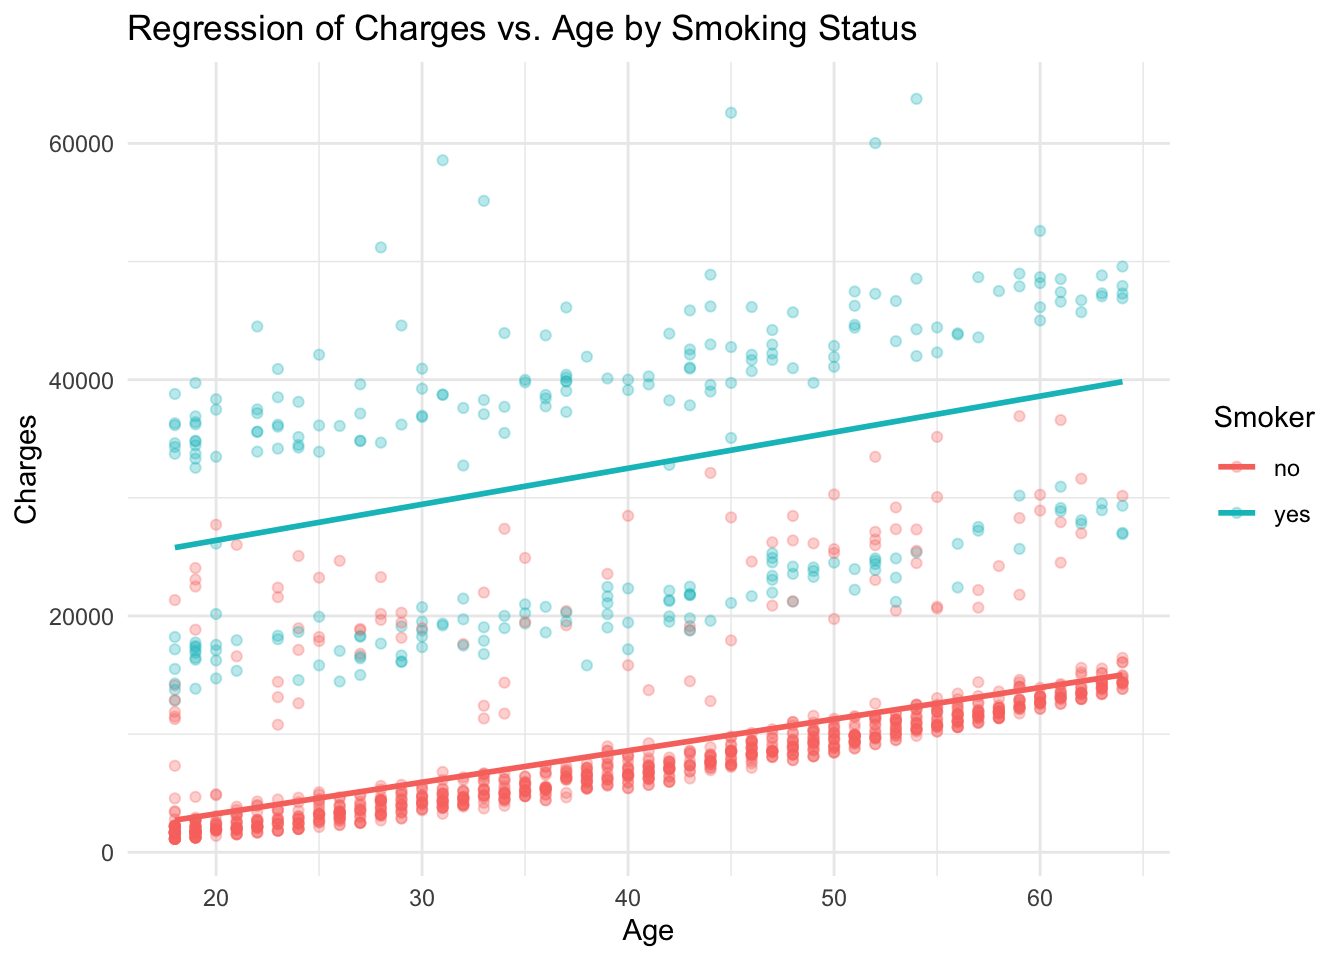 Regression of Charges vs. Age by Smoking Status
60000
40000
20000
0
Charges
20 30 40 50 60
Age
Smoker
no
yes